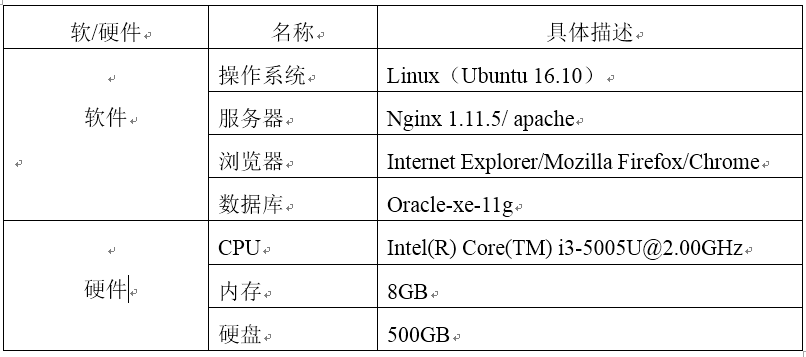 软/硬件 名称 具体描述
软件
操作系统 Linux（Ubuntu 16.10）
服务器 Nginx 1.11.5/ apache
浏览器 Internet Explorer/Mozilla Firefox/Chrome
数据库 Oracle-xe-11g
硬件
CPU Intel(R) Core(TM) i3-5005U@2.00GHz
内存 8GB
硬盘 500GB